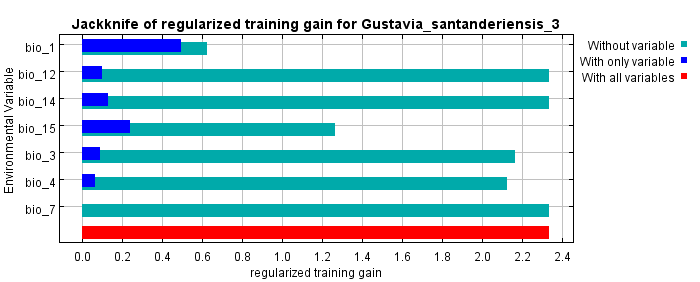 Jackknife of regularized training gain for Gustavia_santanderiensis_3
Environmental Variable
bio_1
bio_12
bio_14
bio_15
bio_3
bio_4
bio_7
Without variable
With only variable
With all variables
0.0 0.2 0.4 0.6 0.8 1.0 1.2 1.4 1.6 1.8 2.0 2.2 2.4
regularized training gain